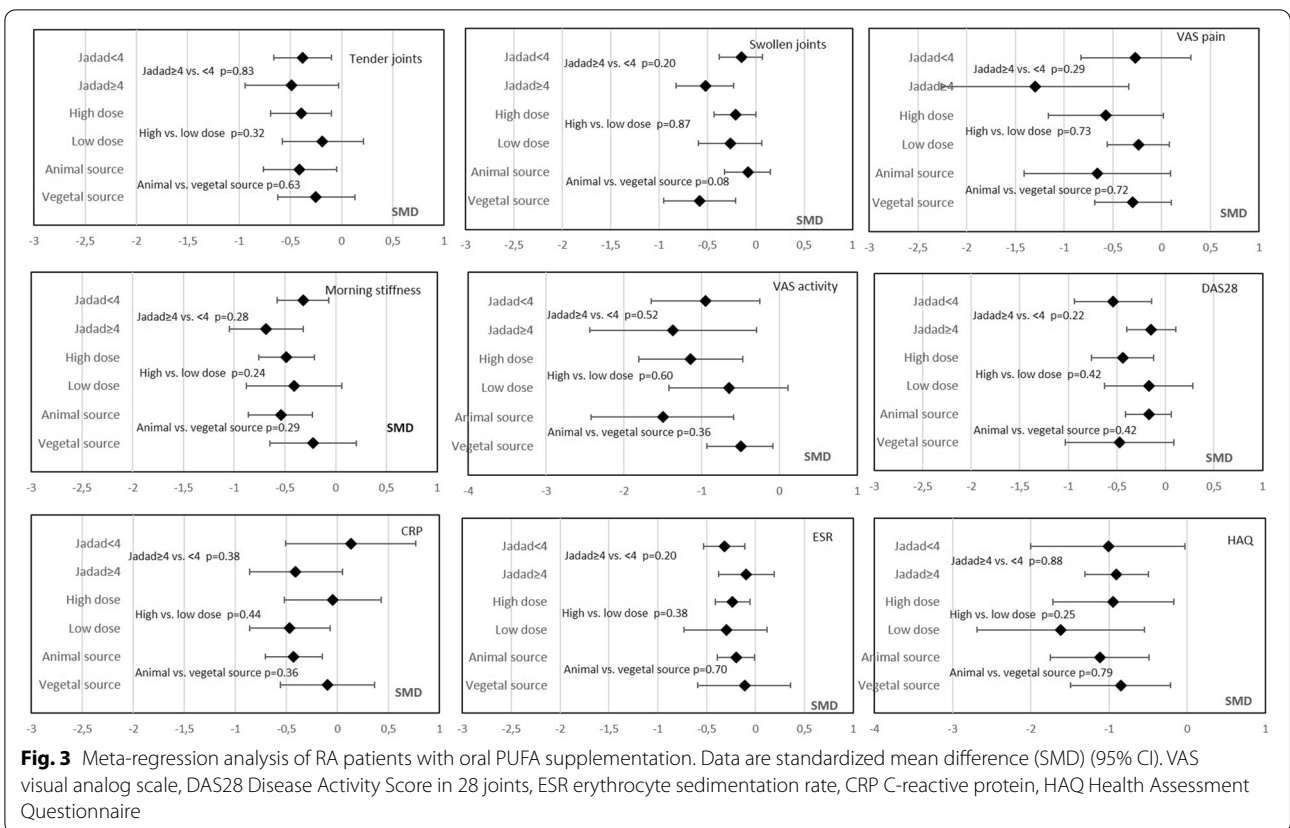 Tender joints
Jadad<4
Jadad≥4 vs. <4 p=0.83
Jadad≥4
High dose
High vs. low dose p=0.32
Low dose
Animal source
Animal vs. vegetal source p=0.63
Vegetal source
SMD
-3 -2,5 -2 -1,5 -1 -0,5 0 0,5 1
Swollen joints
Jadad<4
Jadad≥4 vs. <4 p=0.20
Jadad≥4
High dose
High vs. low dose p=0.87
Low dose
Animal source
Animal vs. vegetal source p=0.08
Vegetal source
SMD
-3 -2,5 -2 -1,5 -1 -0,5 0 0,5 1
VAS pain
Jadad<4
Jadad≥4 vs. <4 p=0.29
Jadad≥4
High dose
High vs. low dose p=0.73
Low dose
Animal source
Animal vs. vegetal source p=0.72
Vegetal source
SMD
-3 -2,5 -2 -1,5 -1 -0,5 0 0,5 1
Morning stiffness
Jadad<4
Jadad≥4 vs. <4 p=0.28
Jadad≥4
High dose
High vs. low dose p=0.24
Low dose
Animal source
Animal vs. vegetal source p=0.29
SMD
Vegetal source
-3 -2,5 -2 -1,5 -1 -0,5 0 0,5 1
VAS activity
Jadad<4
Jadad≥4 vs. <4 p=0.52
Jadad≥4
High dose
High vs. low dose p=0.60
Low dose
Animal source
Animal vs. vegetal source p=0.36
Vegetal source
SMD
-4 -3 -2 -1 0 1
DAS28
Jadad<4
Jadad≥4 vs. <4 p=0.22
Jadad≥4
High dose
High vs. low dose p=0.42
Low dose
Animal source
Animal vs. vegetal source p=0.42
Vegetal source
SMD
-3 -2,5 -2 -1,5 -1 -0,5 0 0,5 1
CRP
Jadad<4
Jadad≥4 vs. <4 p=0.38
Jadad≥4
High dose
High vs. low dose p=0.44
Low dose
Animal source
Animal vs. vegetal source p=0.36
Vegetal source
SMD
-3 -2,5 -2 -1,5 -1 -0,5 0 0,5 1
ESR
Jadad<4
Jadad≥4 vs. <4 p=0.20
Jadad≥4
High dose
High vs. low dose p=0.38
Low dose
Animal source
Animal vs. vegetal source p=0.70
Vegetal source
SMD
-3 -2,5 -2 -1,5 -1 -0,5 0 0,5 1
HAQ
Jadad<4
Jadad≥4 vs. <4 p=0.88
Jadad≥4
High dose
High vs. low dose p=0.25
Low dose
Animal source
Animal vs. vegetal source p=0.79
Vegetal source
SMD
-4 -3 -2 -1 0 1
Fig. 3 Meta-regression analysis of RA patients with oral PUFA supplementation. Data are standardized mean difference (SMD) (95% CI). VAS
visual analog scale, DAS28 Disease Activity Score in 28 joints, ESR erythrocyte sedimentation rate, CRP C-reactive protein, HAQ Health Assessment
Questionnaire